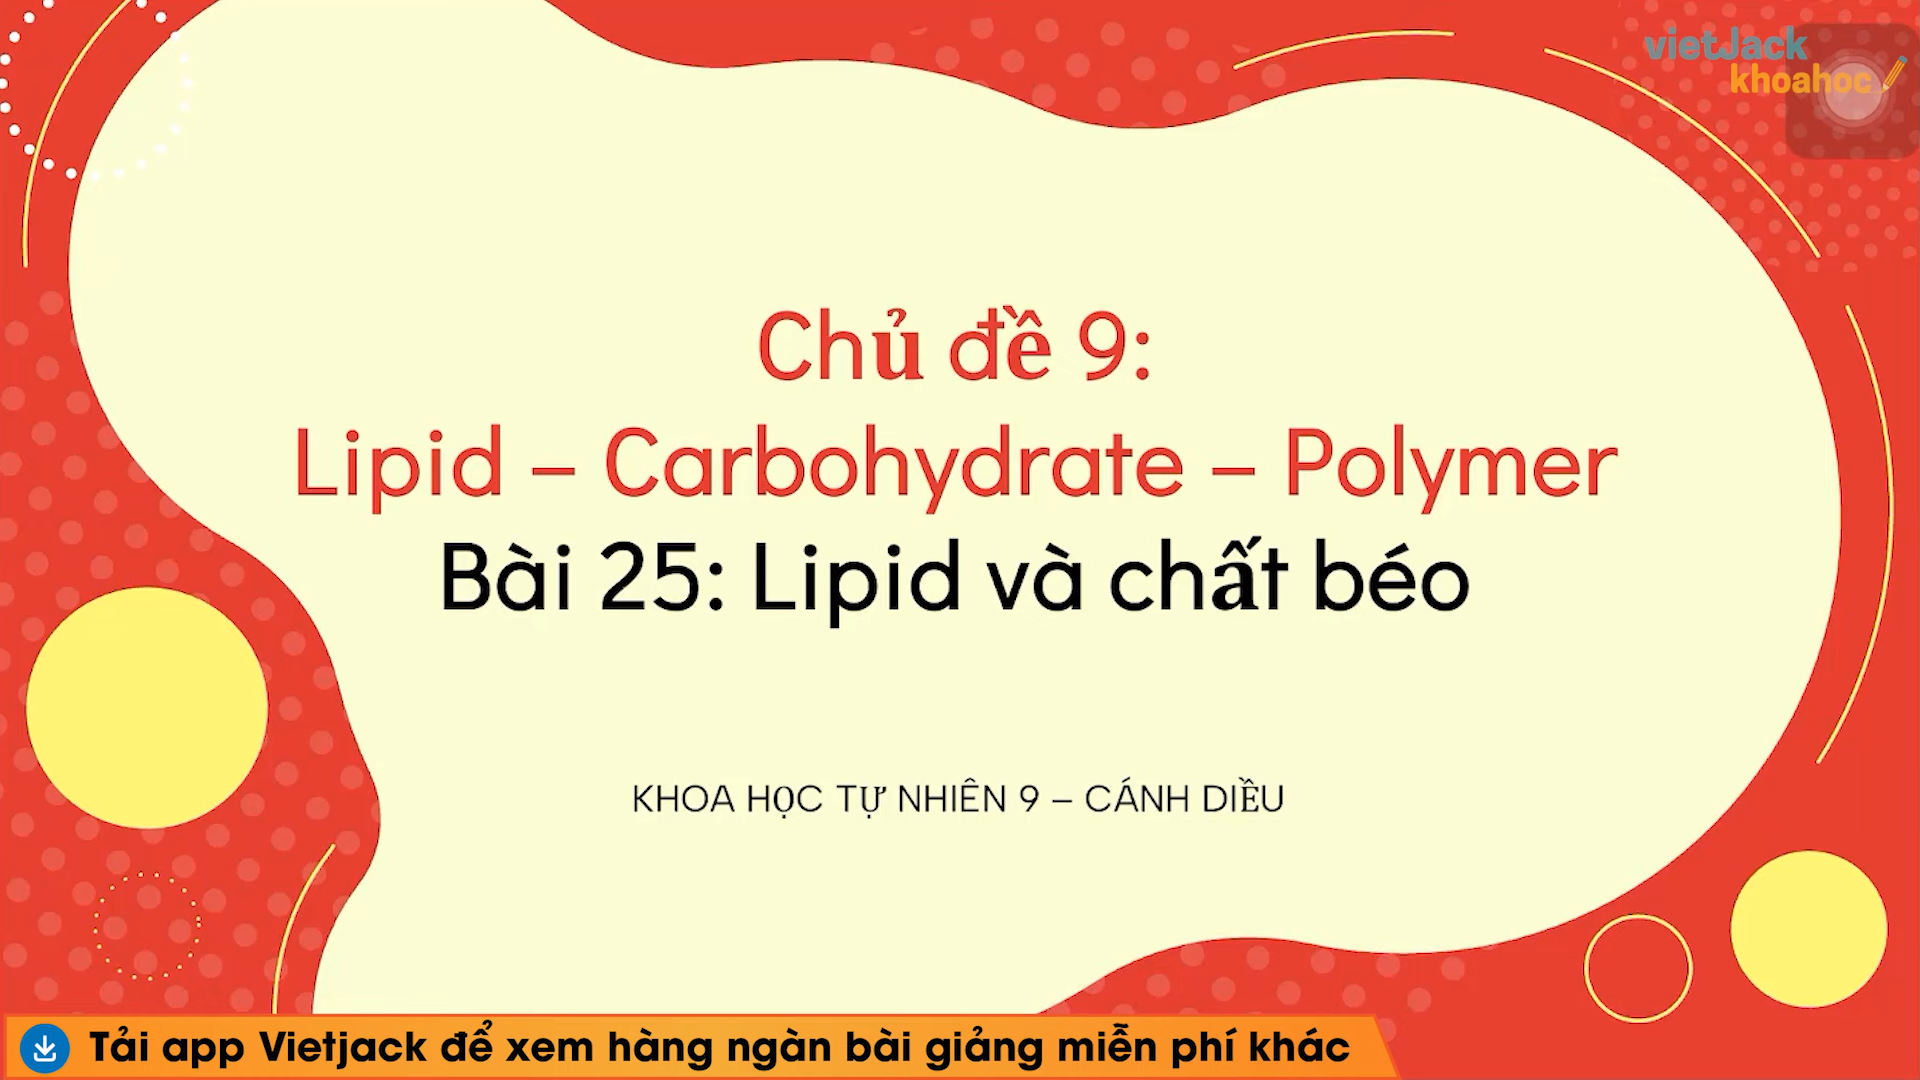 vietJack
khoahoc
Chủ đề 9:
Lipid – Carbohydrate – Polymer
Bài 25: Lipid và chất béo
KHOA HỌC TỰ NHIÊN 9 – CÁNH DIỀU
Tải app Vietjack để xem hàng ngàn bài giảng miễn phí khác